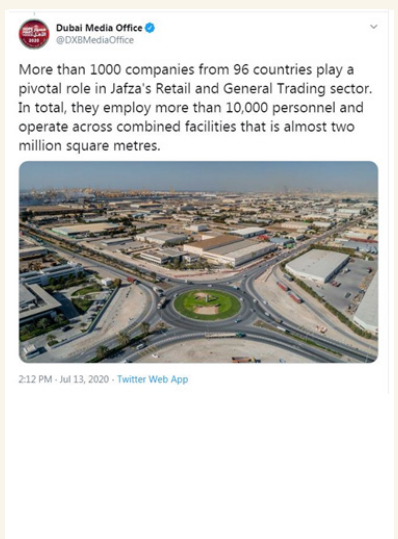 Dubai Media Office
@DXBMediaOffice
More than 1000 companies from 96 countries play a
pivotal role in Jafza's Retail and General Trading sector.
In total, they employ more than 10,000 personnel and
operate across combined facilities that is almost two
million square metres.
2:12 PM · Jul 13, 2020 · Twitter Web App